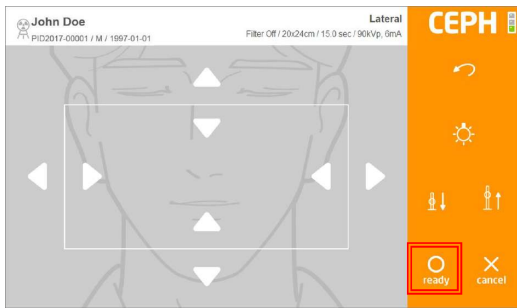 John Doe
PID2017-00001 / M / 1997-01-01
Lateral
Filter Off / 20x24cm / 15.0 sec / 90kVp, 6mA
CEPH
ready
cancel